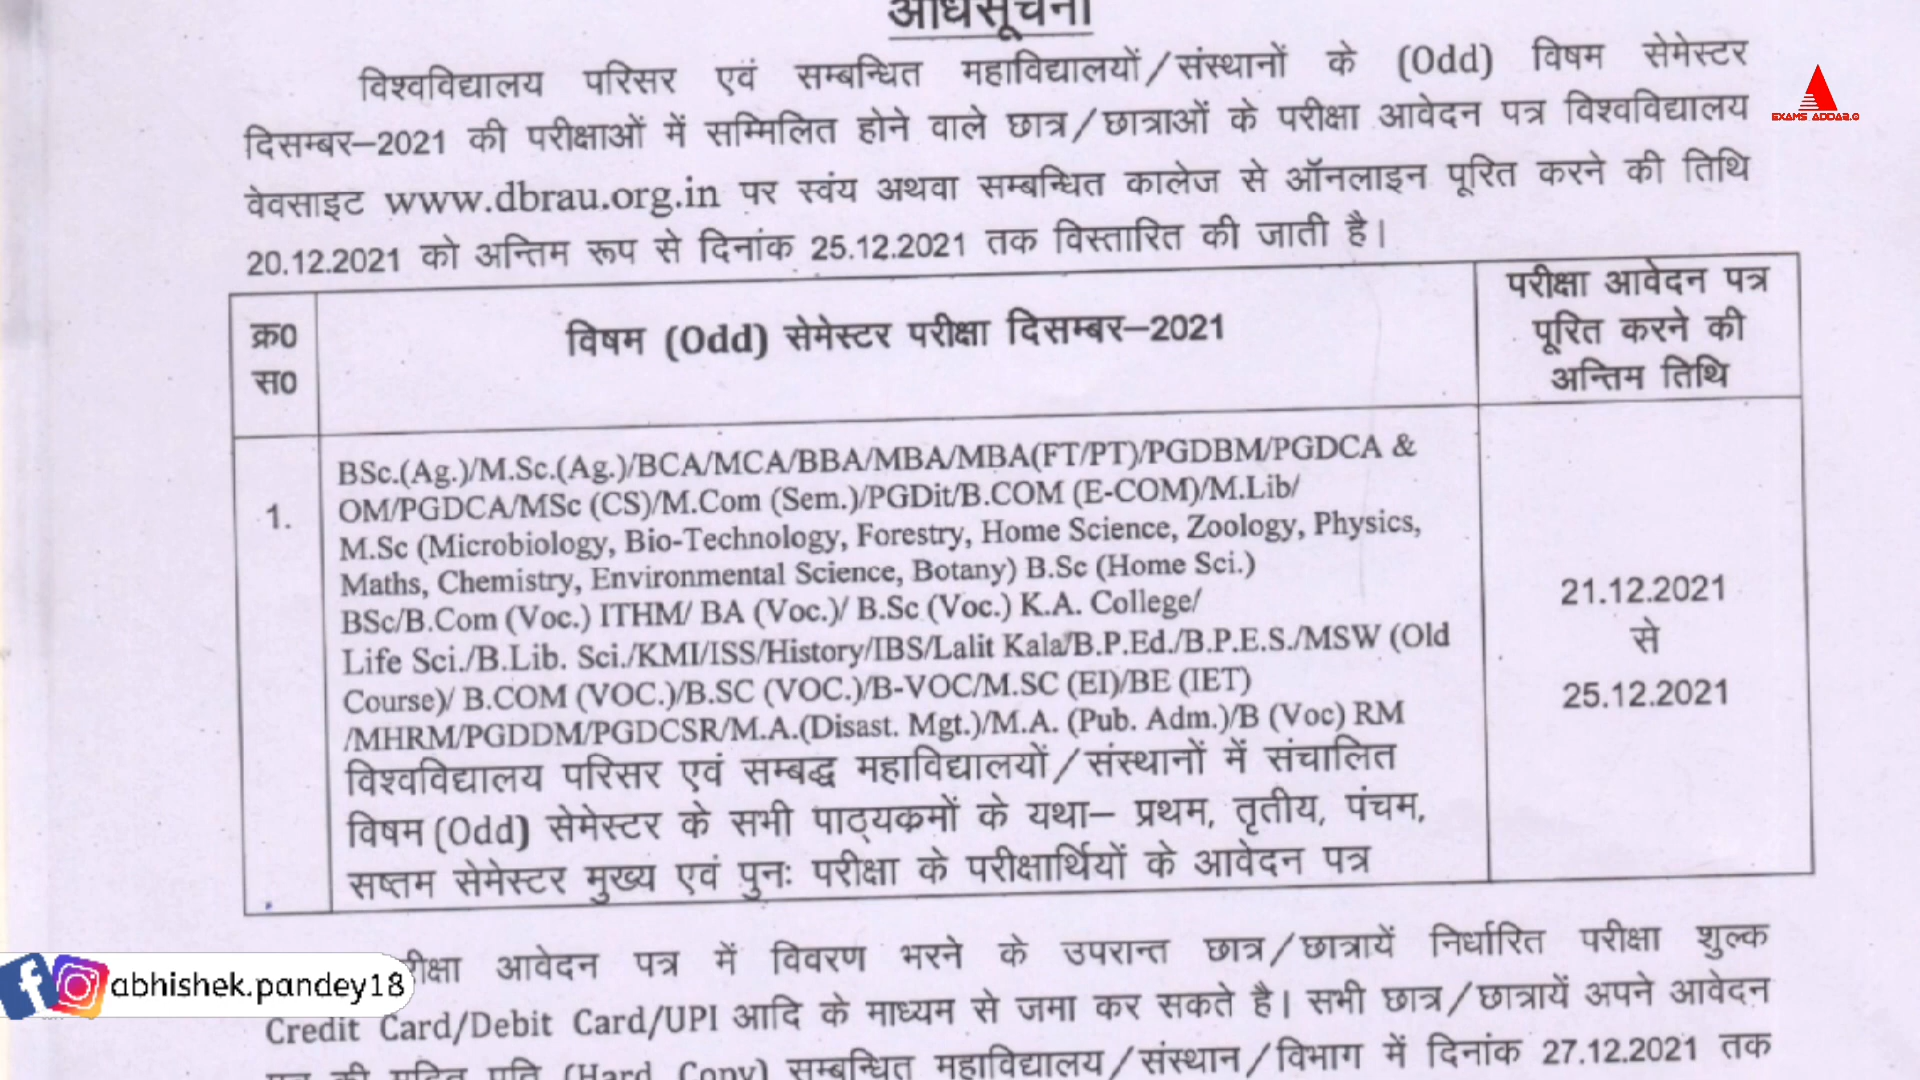 अधिसूचना
विश्वविद्यालय परिसर एवं सम्बन्धित महाविद्यालयों/संस्थानों के (Odd) विषम सेमेस्टर
दिसम्बर–2021 की परीक्षाओं में सम्मिलित होने वाले छात्र/छात्राओं के परीक्षा आवेदन पत्र विश्वविद्यालय
वेवसाइट www.dbrau.org.in पर स्वंय अथवा सम्बन्धित कालेज से ऑनलाइन पूरित करने की तिथि
20.12.2021 को अन्तिम रूप से दिनांक 25.12.2021 तक विस्तारित की जाती है।
EXAMS ADDA2.0
क्र0
स0
विषम (Odd) सेमेस्टर परीक्षा दिसम्बर–2021
परीक्षा आवेदन पत्र
पूरित करने की
अन्तिम तिथि
1.
BSc.(Ag.)/M.Sc.(Ag.)/BCA/MCA/BBA/MBA/MBA(FT/PT)/PGDBM/PGDCA &
OM/PGDCA/MSc (CS)/M.Com (Sem.)/PGDit/B.COM (E-COM)/M.Lib/
M.Sc (Microbiology, Bio-Technology, Forestry, Home Science, Zoology, Physics,
Maths, Chemistry, Environmental Science, Botany) B.Sc (Home Sci.)
BSc/B.Com (Voc.) ITHM/ BA (Voc.)/ B.Sc (Voc.) K.A. College/
Life Sci./B.Lib. Sci./KMI/ISS/History/IBS/Lalit Kala/B.P.Ed./B.P.E.S./MSW (Old
Course)/ B.COM (VOC.)/B.SC (VOC.)/B-VOC/M.SC (EI)/BE (IET)
/MHRM/PGDDM/PGDCSR/M.A.(Disast. Mgt.)/M.A. (Pub. Adm.)/B (Voc) RM
विश्वविद्यालय परिसर एवं सम्बद्ध महाविद्यालयों/संस्थानों में संचालित
विषम (Odd) सेमेस्टर के सभी पाठ्यक्रमों के यथा– प्रथम, तृतीय, पंचम,
सष्तम सेमेस्टर मुख्य एवं पुनः परीक्षा के परीक्षार्थियों के आवेदन पत्र
21.12.2021
से
25.12.2021
आवेदन पत्र में विवरण भरने के उपरान्त छात्र/छात्रायें निर्धारित परीक्षा शुल्क
abhishek.pandey18
Credit Card/Debit Card/UPI आदि के माध्यम से जमा कर सकते है। सभी छात्र/छात्रायें अपने आवेदन
की प्रति (Hard Copy) सम्बन्धित महाविद्यालय/संस्थान/विभाग में दिनांक 27.12.2021 तक